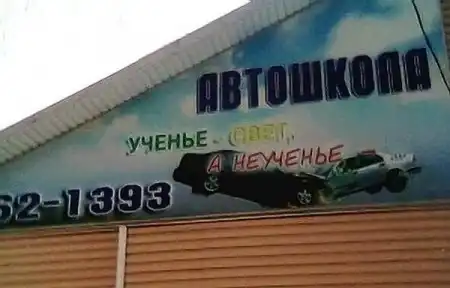 АВТОШКОЛА
УЧЕНЬЕ - СВЕТ,
А НЕУЧЕНЬЕ -
62-1393